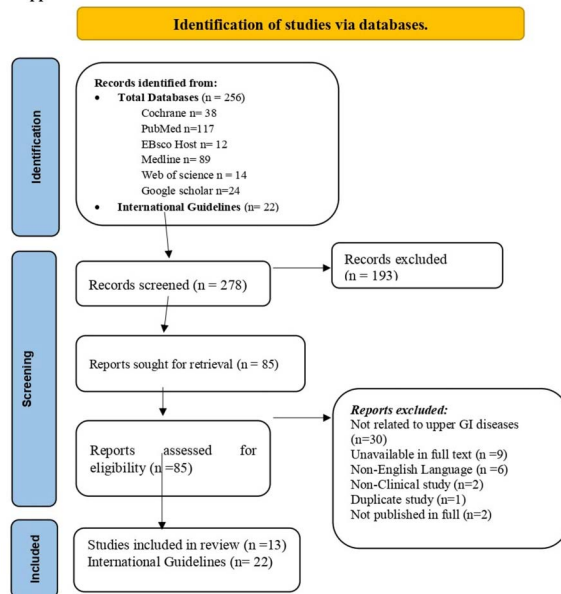 Identification of studies via databases.
Identification
Records identified from:
• Total Databases (n = 256)
Cochrane n= 38
PubMed n=117
EBsco Host n= 12
Medline n= 89
Web of science n = 14
Google scholar n=24
• International Guidelines (n= 22)
Screening
Records screened (n = 278)
Records excluded
(n = 193)
Reports sought for retrieval (n = 85)
Reports assessed for
eligibility (n =85)
Reports excluded:
Not related to upper GI diseases
(n=30)
Unavailable in full text (n =9)
Non-English Language (n =6)
Non-Clinical study (n=2)
Duplicate study (n=1)
Not published in full (n=2)
Included
Studies included in review (n =13)
International Guidelines (n= 22)